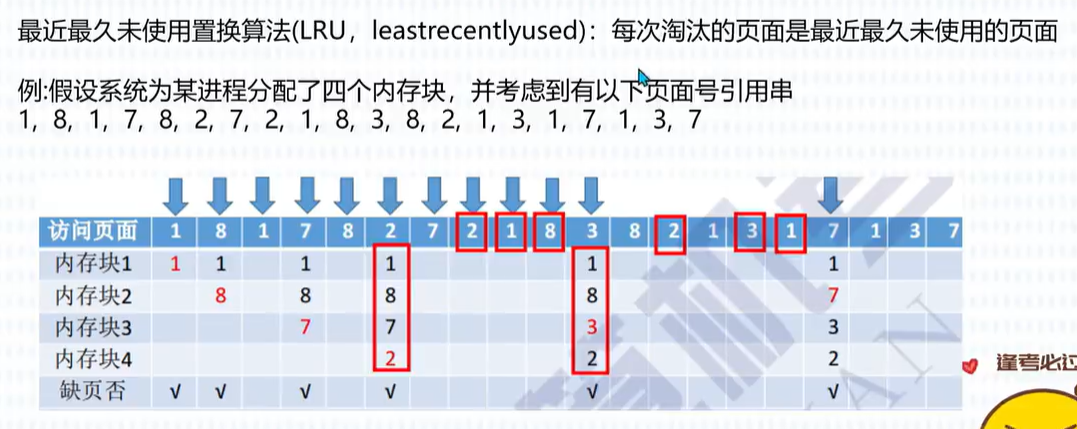 最近最久未使用置换算法(LRU，leastrecentlyused)：每次淘汰的页面是最近最久未使用的页面
例:假设系统为某进程分配了四个内存块，并考虑到有以下页面号引用串
1, 8, 1, 7, 8, 2, 7, 2, 1, 8, 3, 8, 2, 1, 3, 1, 7, 1, 3, 7
访问页面 1 8 1 7 8 2 7 2 1 8 3 8 2 1 3 1 7 1 3 7
内存块1 1 1 1 1 1 1
内存块2 8 8 8 8 7
内存块3 7 7 3 3
内存块4 2 2 2
缺页否 √ √ √ √ √ √
逢考必过